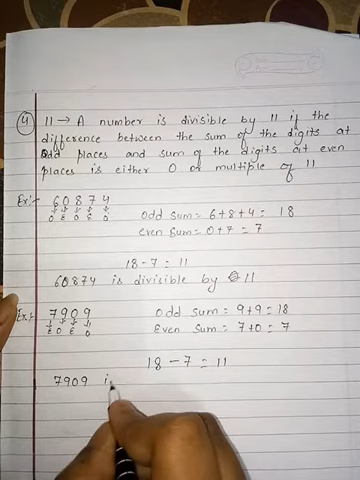 4 11 → A number is divisible by 11 if the
difference between the sum of the digits at
odd places and sum of the digits at even
places is either 0 or multiple of 11
Ex:- 60874
O E O E O
odd sum = 6+8+4 = 18
even sum = 0+7 = 7
18 - 7 = 11
60874 is divisible by 11
Ex:- 7909
E O E O
Odd sum = 9+9 = 18
Even sum = 7+0 = 7
18 - 7 = 11
7909 i